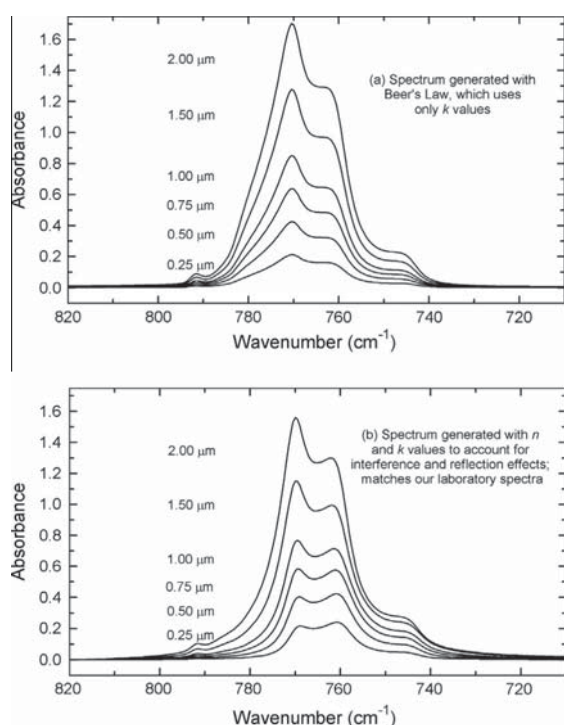 1.6
1.4
1.2
1.0
0.8
0.6
0.4
0.2
0.0
Absorbance
2.00 μm
1.50 μm
1.00 μm
0.75 μm
0.50 μm
0.25 μm
(a) Spectrum generated with
Beer's Law, which uses
only k values
820 800 780 760 740 720
Wavenumber (cm⁻¹)
1.6
1.4
1.2
1.0
0.8
0.6
0.4
0.2
0.0
Absorbance
2.00 μm
1.50 μm
1.00 μm
0.75 μm
0.50 μm
0.25 μm
(b) Spectrum generated with n
and k values to account for
interference and reflection effects;
matches our laboratory spectra
820 800 780 760 740 720
Wavenumber (cm⁻¹)